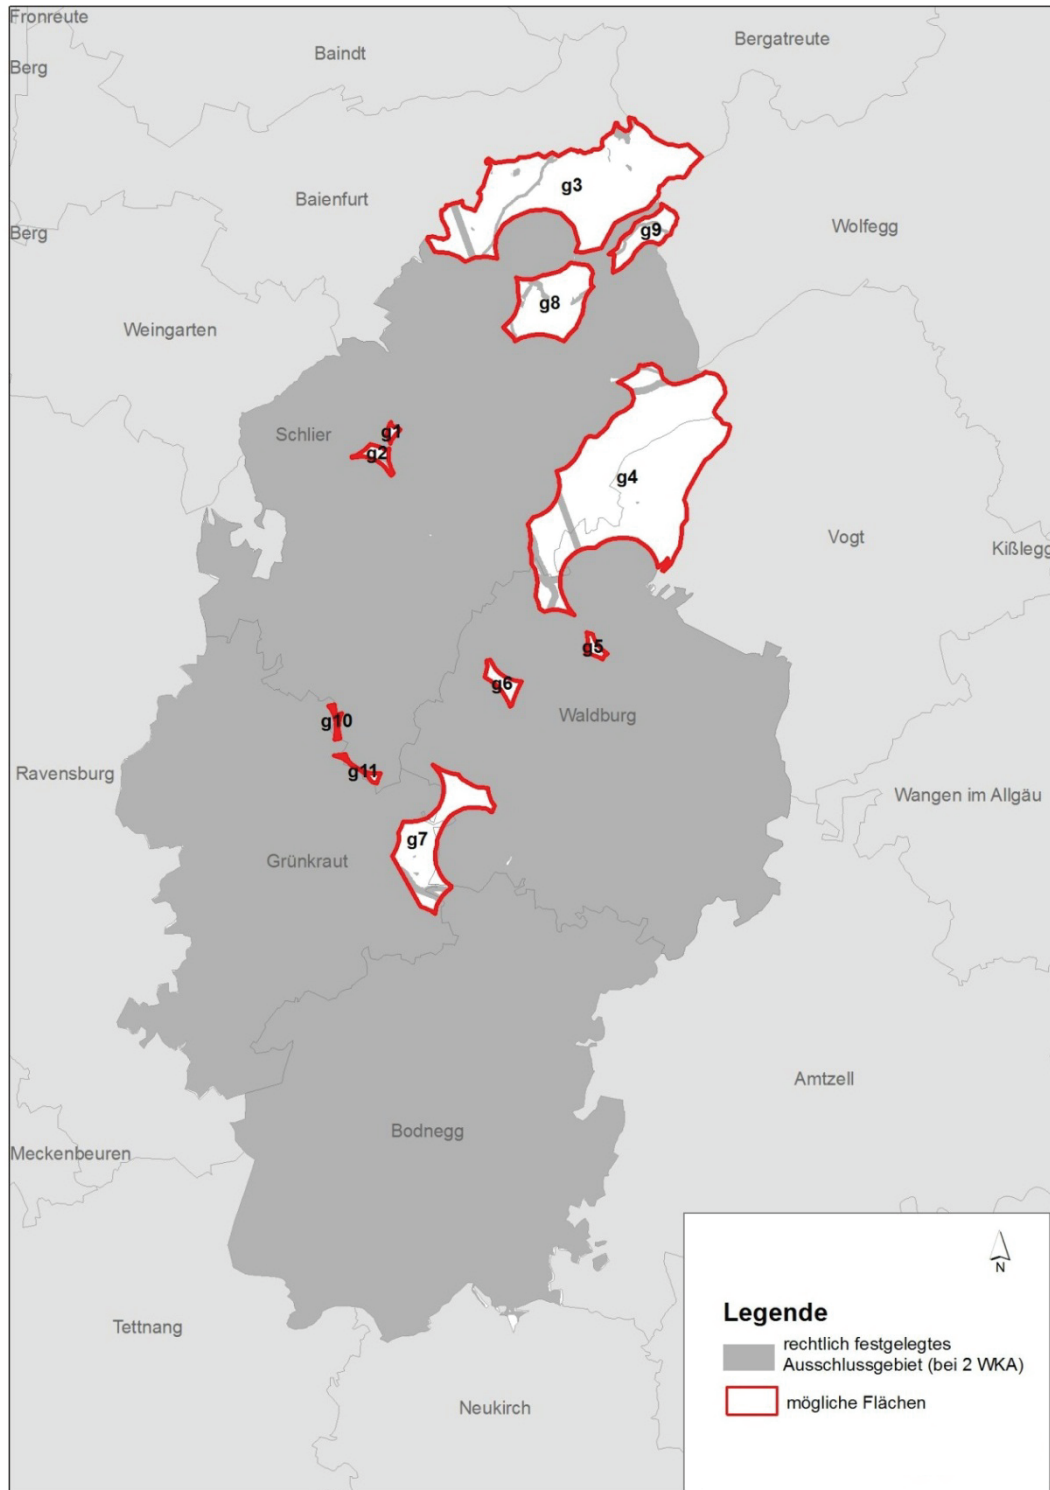 Fronreute
Bergatreute
Baindt
Berg
g3
Baienfurt
Wolfegg
Berg
g9
g8
Weingarten
g1
Schlier
g2
g4
Vogt
Kißlegg
g5
g6
Waldburg
g10
Ravensburg
g11
Wangen im Allgäu
g7
Grünkraut
Amtzell
Bodnegg
Meckenbeuren
N
Legende
Tettnang
rechtlich festgelegtes
Ausschlussgebiet (bei 2 WKA)
mögliche Flächen
Neukirch